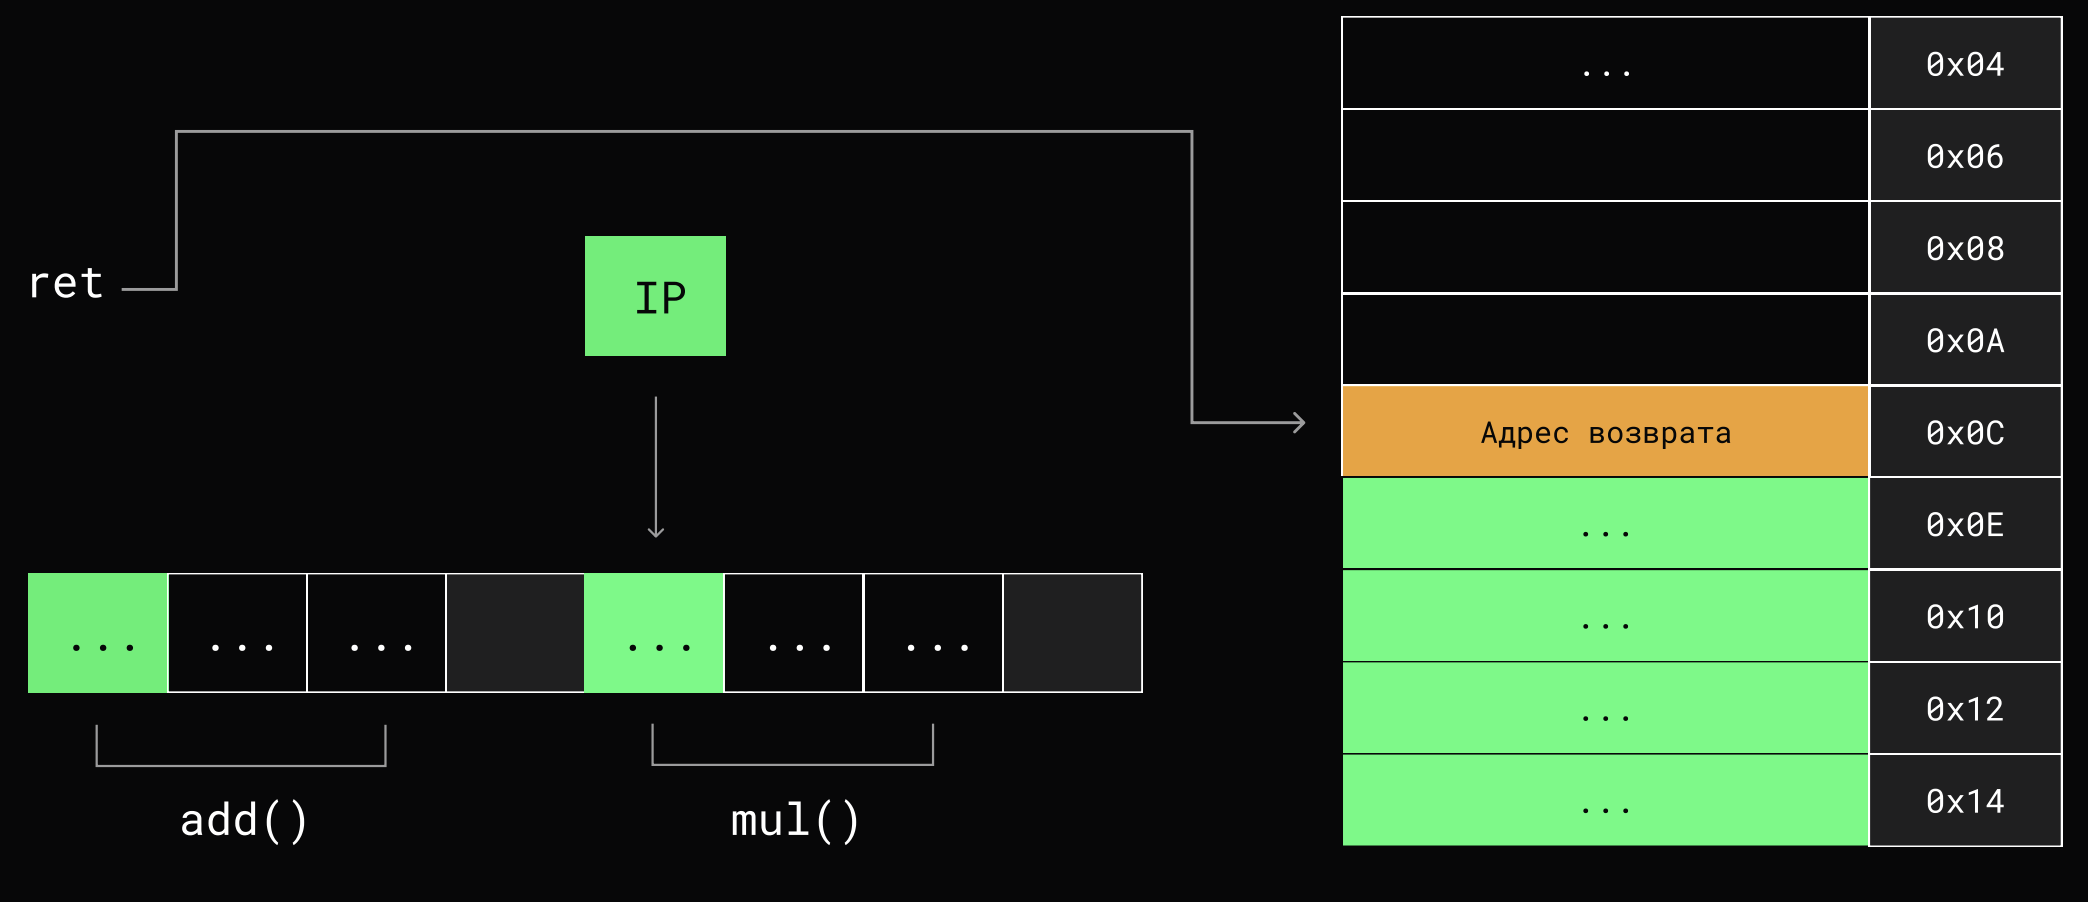 ret
IP
... ... ... ... ... ...
add()
mul()
... 0x04
0x06
0x08
0x0A
Адрес возврата 0x0C
... 0x0E
... 0x10
... 0x12
... 0x14